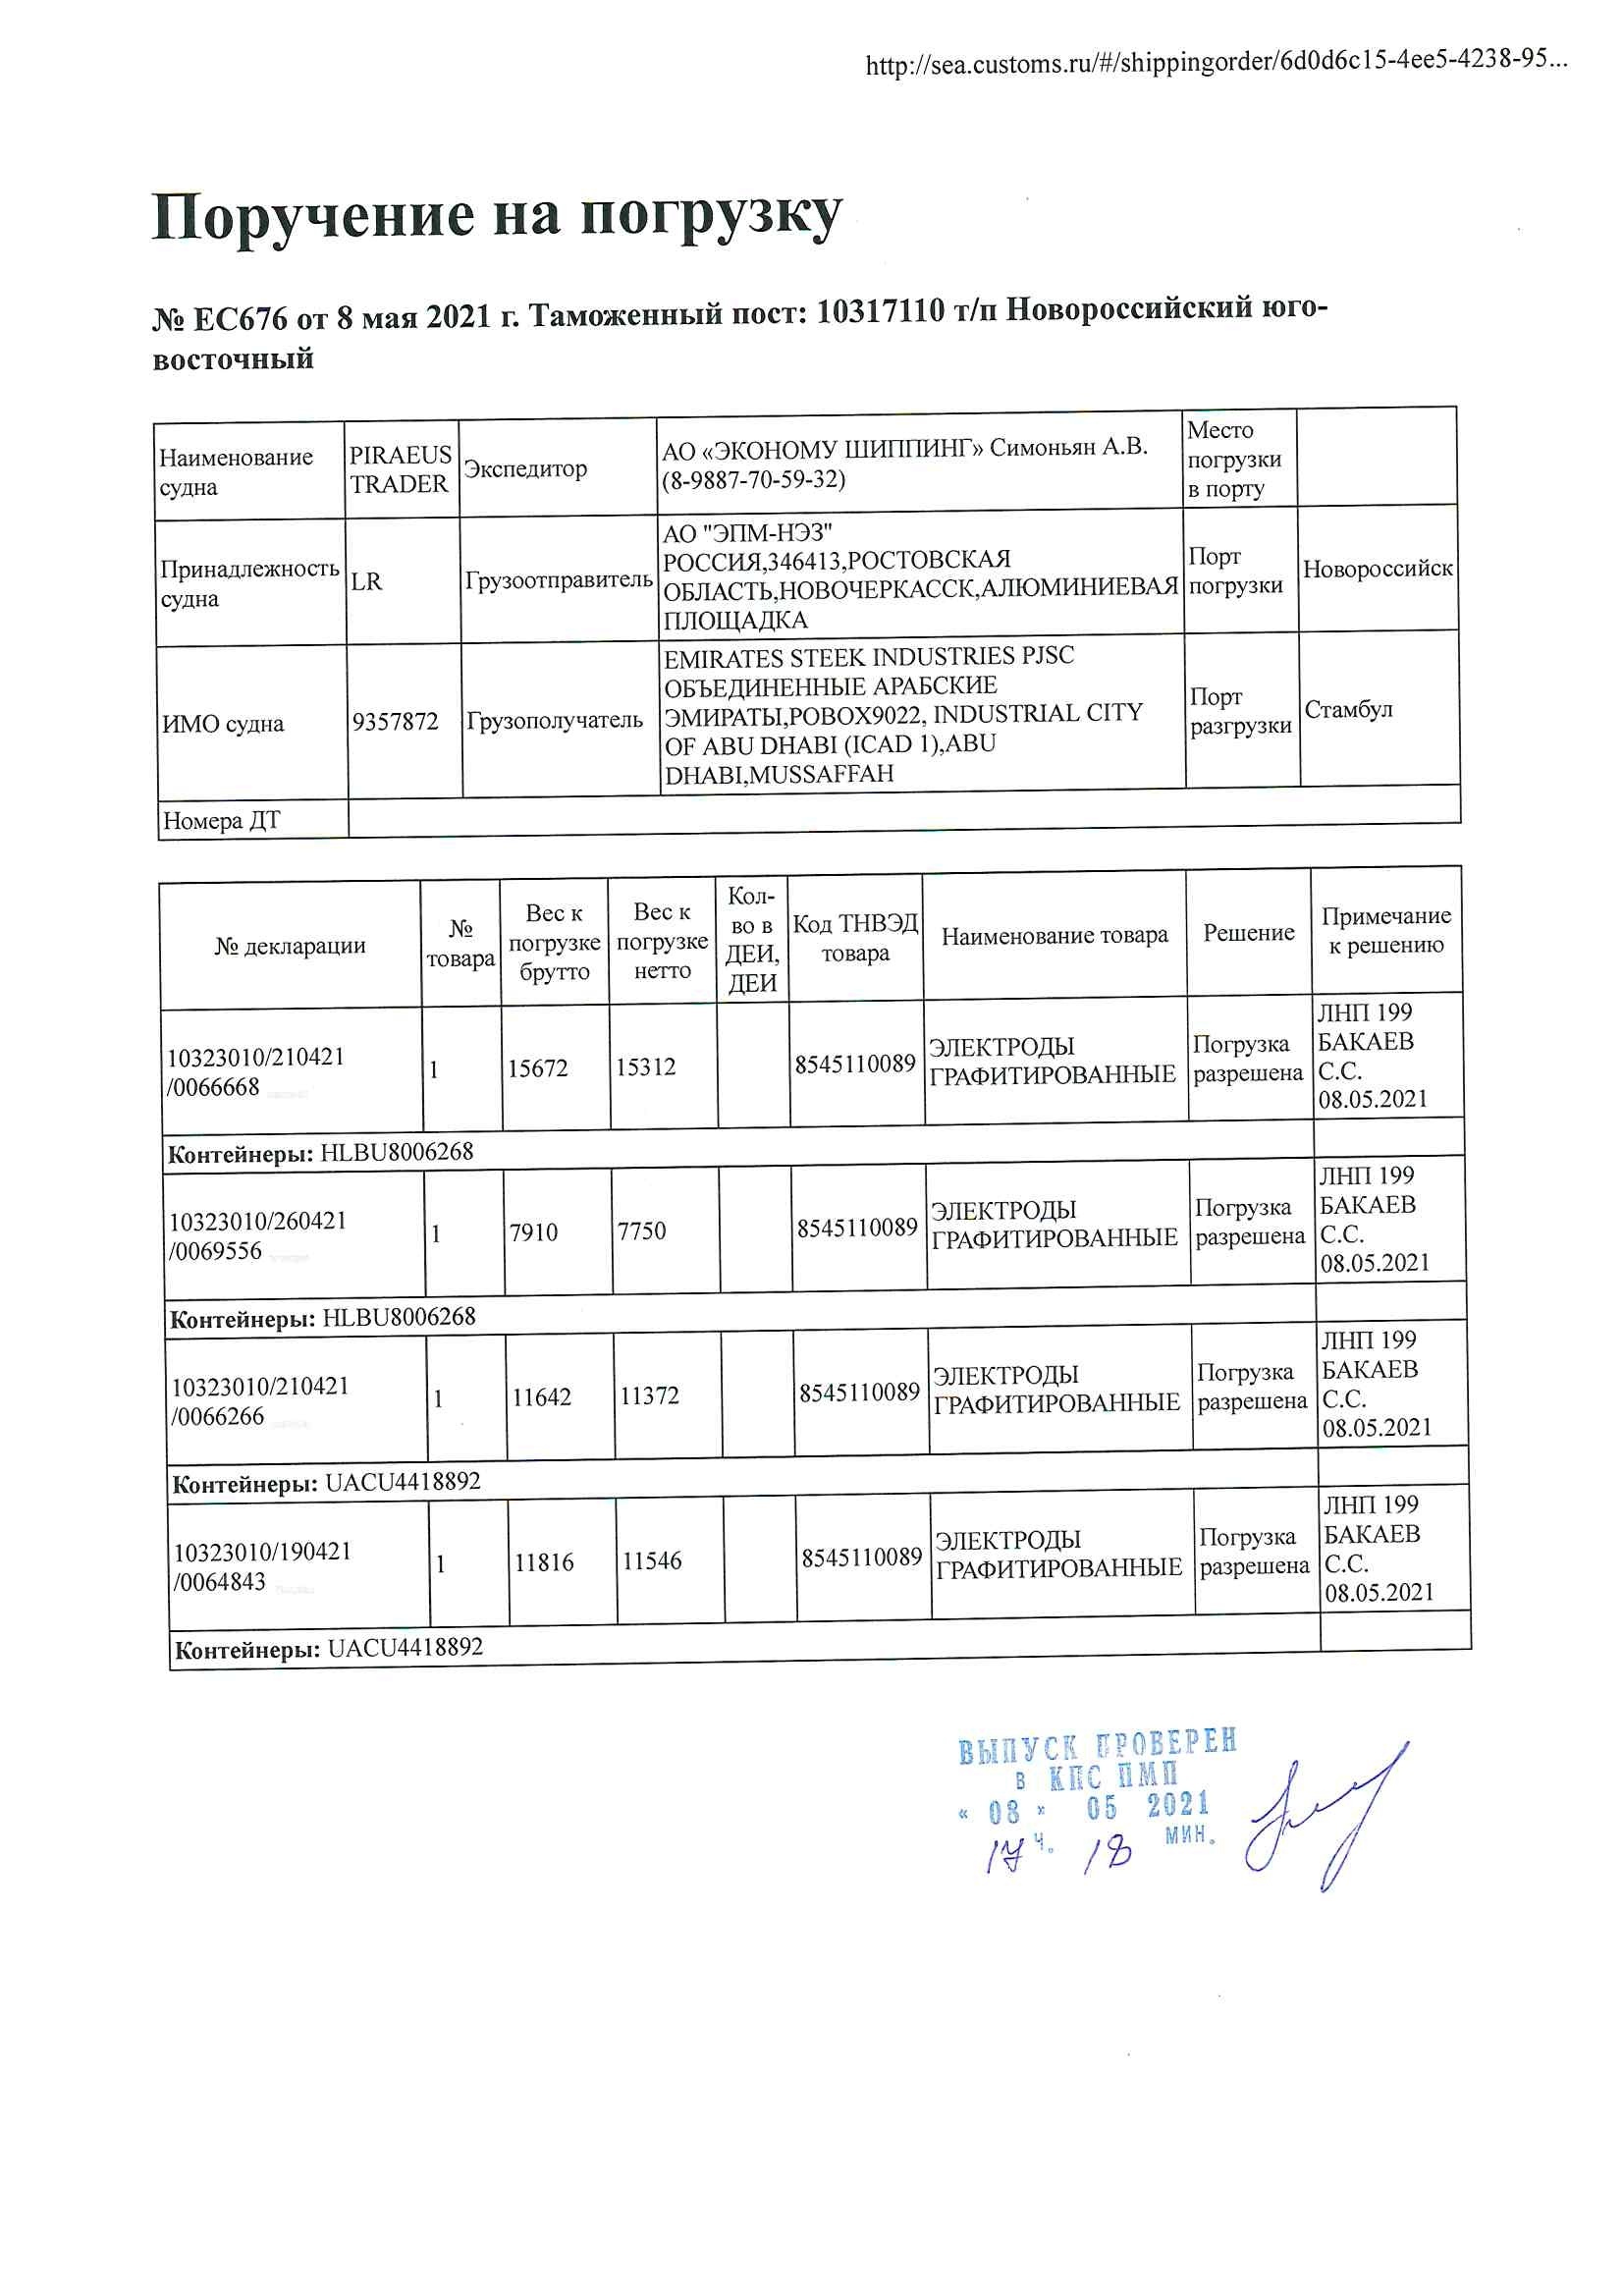 http://sea.customs.ru/#/shippingorder/6d0d6c15-4ee5-4238-95...
Поручение на погрузку
№ ЕС676 от 8 мая 2021 г. Таможенный пост: 10317110 т/п Новороссийский юго-
восточный
Наименование
судна
PIRAEUS
TRADER
Экспедитор
АО «ЭКОНОМУ ШИППИНГ» Симоньян А.В.
(8-9887-70-59-32)
Место
погрузки
в порту
Принадлежность
судна
LR
Грузоотправитель
АО "ЭПМ-НЭЗ"
РОССИЯ,346413,РОСТОВСКАЯ
ОБЛАСТЬ,НОВОЧЕРКАССК,АЛЮМИНИЕВАЯ
ПЛОЩАДКА
Порт
погрузки
Новороссийск
ИМО судна
9357872
Грузополучатель
EMIRATES STEEK INDUSTRIES PJSC
ОБЪЕДИНЕННЫЕ АРАБСКИЕ
ЭМИРАТЫ,POBOX9022, INDUSTRIAL CITY
OF ABU DHABI (ICAD 1),ABU
DHABI,MUSSAFFAH
Порт
разгрузки
Стамбул
Номера ДТ
№ декларации
№
товара
Вес к
погрузке
брутто
Вес к
погрузке
нетто
Кол-
во в
ДЕИ,
ДЕИ
Код ТНВЭД
товара
Наименование товара
Решение
Примечание
к решению
10323010/210421
/0066668
1
15672
15312
8545110089
ЭЛЕКТРОДЫ
ГРАФИТИРОВАННЫЕ
Погрузка
разрешена
ЛНП 199
БАКАЕВ
С.С.
08.05.2021
Контейнеры: HLBU8006268
10323010/260421
/0069556
1
7910
7750
8545110089
ЭЛЕКТРОДЫ
ГРАФИТИРОВАННЫЕ
Погрузка
разрешена
ЛНП 199
БАКАЕВ
С.С.
08.05.2021
Контейнеры: HLBU8006268
10323010/210421
/0066266
1
11642
11372
8545110089
ЭЛЕКТРОДЫ
ГРАФИТИРОВАННЫЕ
Погрузка
разрешена
ЛНП 199
БАКАЕВ
С.С.
08.05.2021
Контейнеры: UACU4418892
10323010/190421
/0064843
1
11816
11546
8545110089
ЭЛЕКТРОДЫ
ГРАФИТИРОВАННЫЕ
Погрузка
разрешена
ЛНП 199
БАКАЕВ
С.С.
08.05.2021
Контейнеры: UACU4418892
ВЫПУСК ПРОВЕРЕН
в КПС ПМП
« 08 » 05 2021
17 ч. 18 мин.